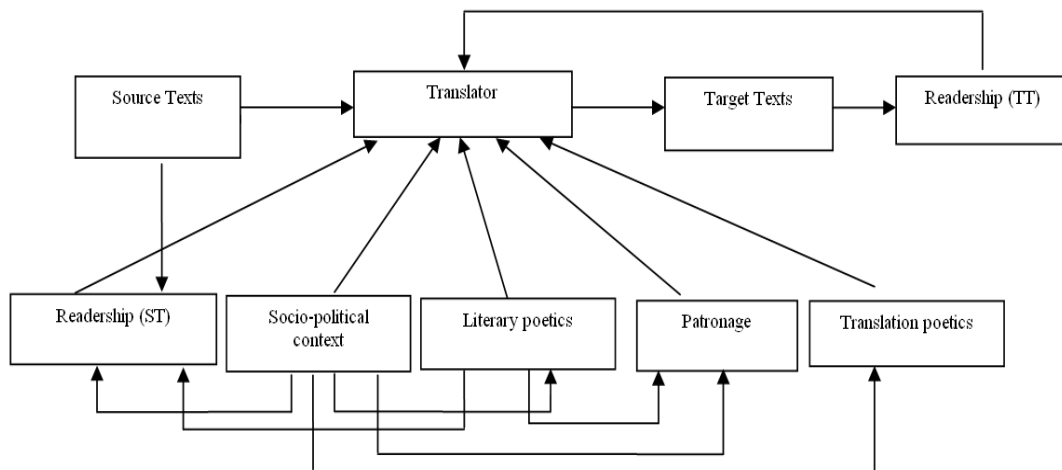 Source Texts
Translator
Target Texts
Readership (TT)
Readership (ST)
Socio-political
context
Literary poetics
Patronage
Translation poetics